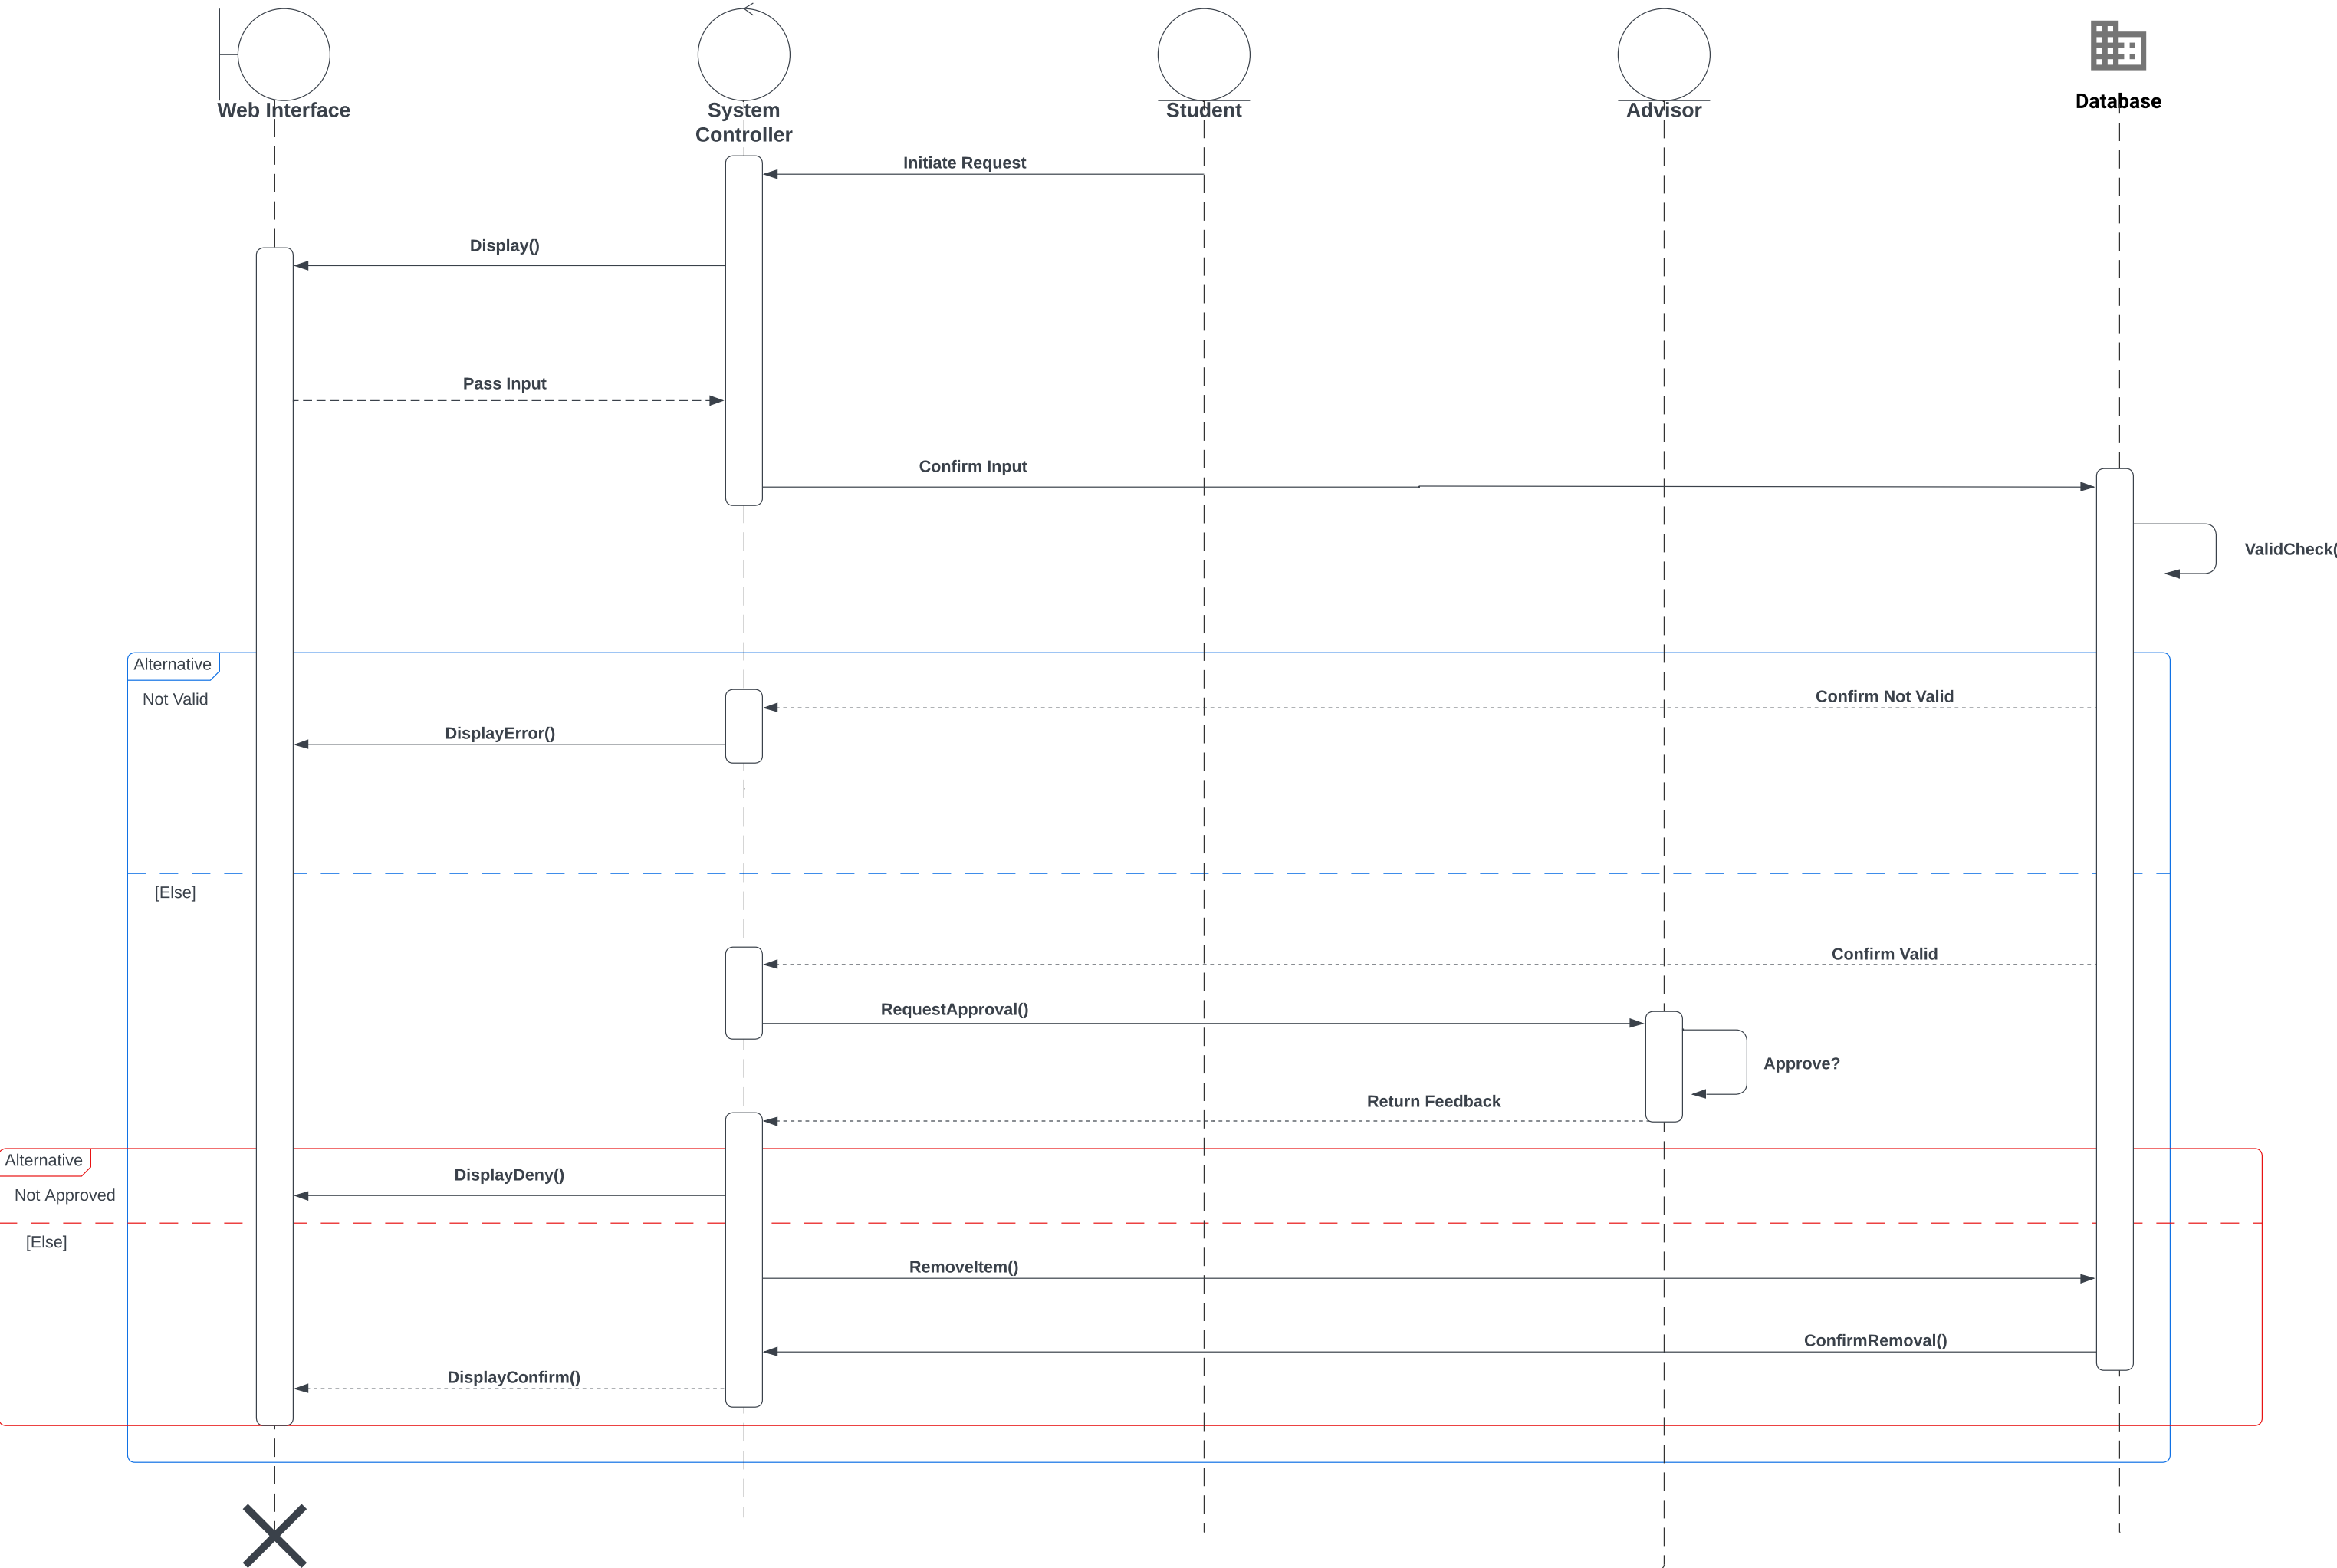 Web Interface
System
Controller
Student
Advisor
Database
Initiate Request
Display()
Pass Input
Confirm Input
ValidCheck(
Alternative
Not Valid
Confirm Not Valid
DisplayError()
[Else]
Confirm Valid
RequestApproval()
Approve?
Return Feedback
Alternative
DisplayDeny()
Not Approved
[Else]
RemoveItem()
ConfirmRemoval()
DisplayConfirm()